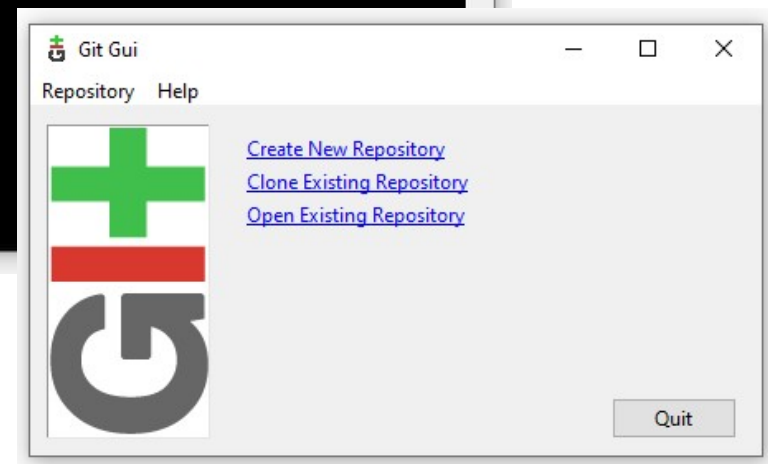 Git Gui
Repository Help
Create New Repository
Clone Existing Repository
Open Existing Repository
Quit